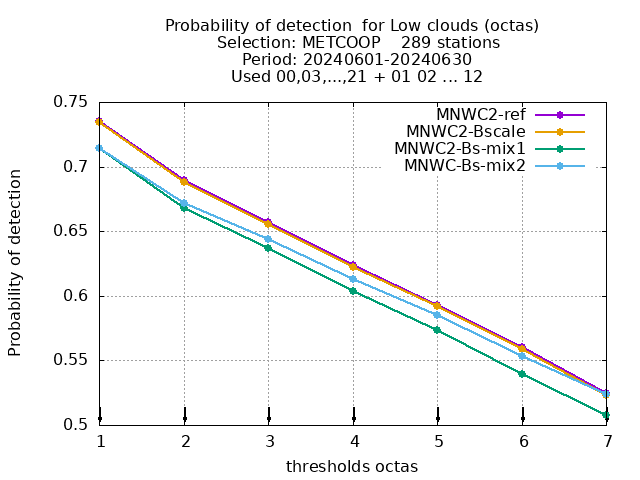 Probability of detection  for Low clouds (octas)
Selection: METCOOP    289 stations
Period: 20240601-20240630
Used 00,03,...,21 + 01 02 ... 12
MNWC2-ref
MNWC2-Bscale
MNWC2-Bs-mix1
MNWC-Bs-mix2
Probability of detection
0.75
0.7
0.65
0.6
0.55
0.5
1 2 3 4 5 6 7
thresholds octas